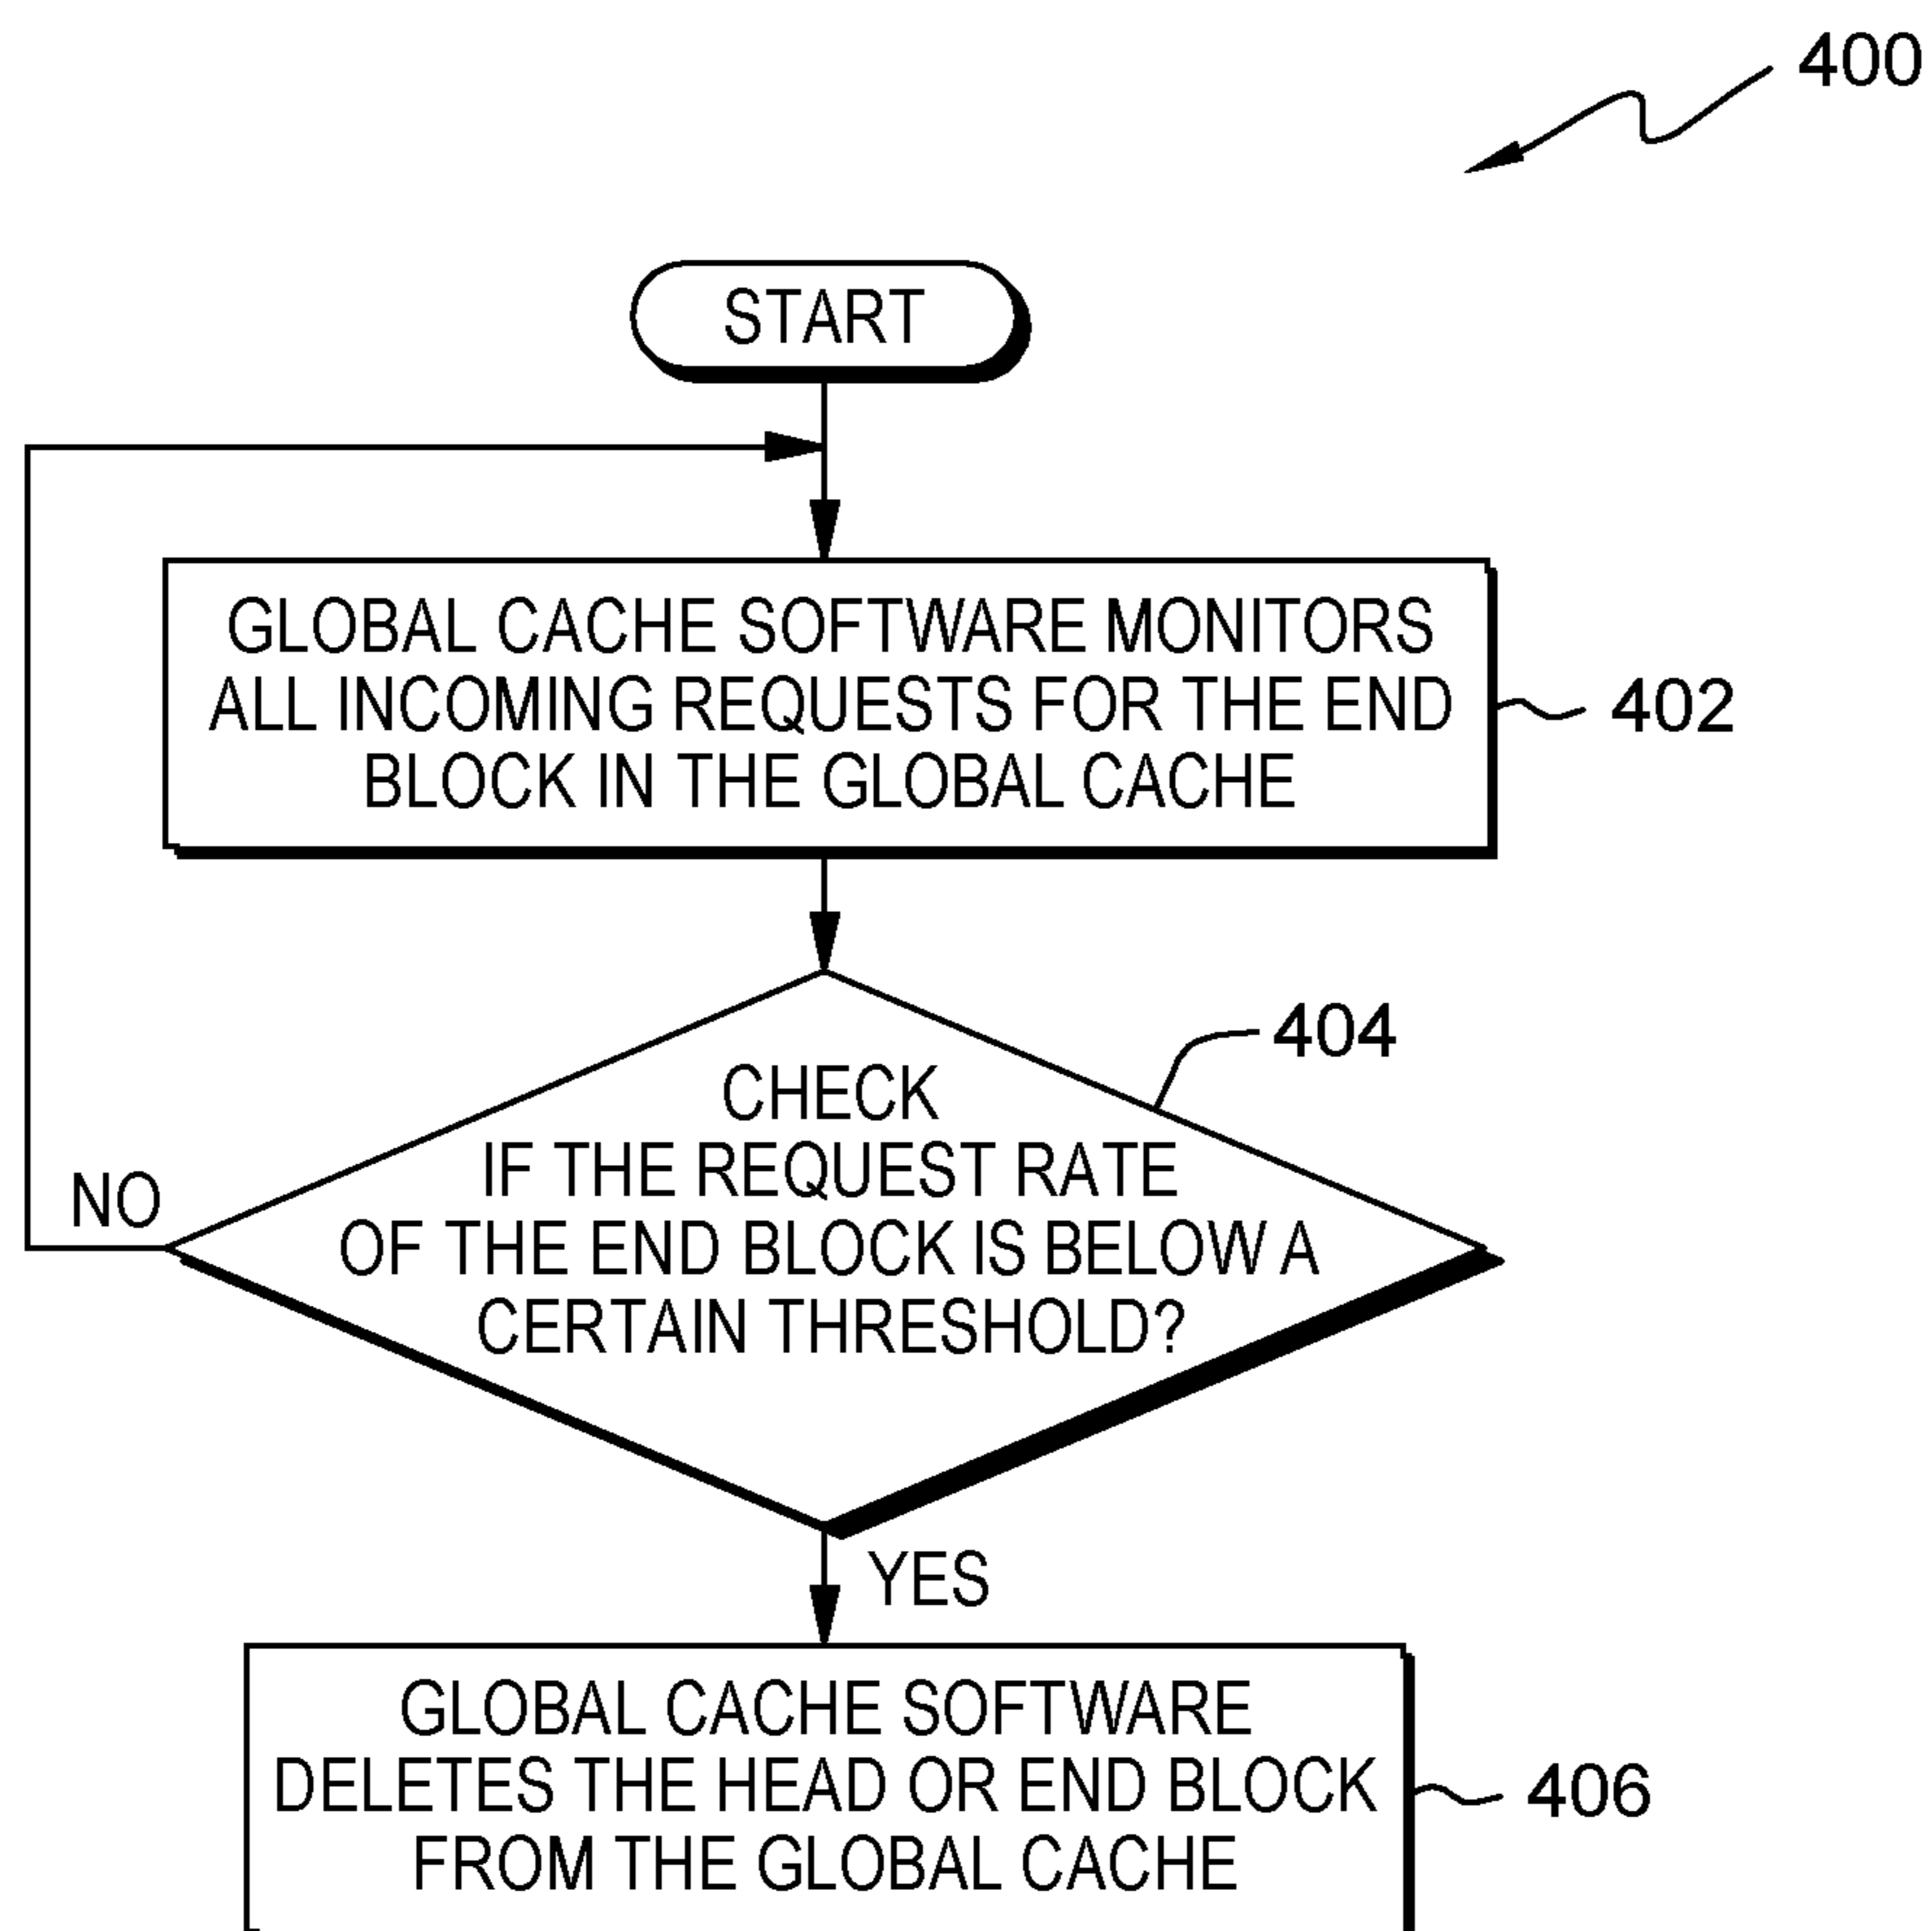 400
START
GLOBAL CACHE SOFTWARE MONITORS
ALL INCOMING REQUESTS FOR THE END
BLOCK IN THE GLOBAL CACHE
402
404
CHECK
IF THE REQUEST RATE
OF THE END BLOCK IS BELOW A
CERTAIN THRESHOLD?
NO
YES
GLOBAL CACHE SOFTWARE
DELETES THE HEAD OR END BLOCK
FROM THE GLOBAL CACHE
406